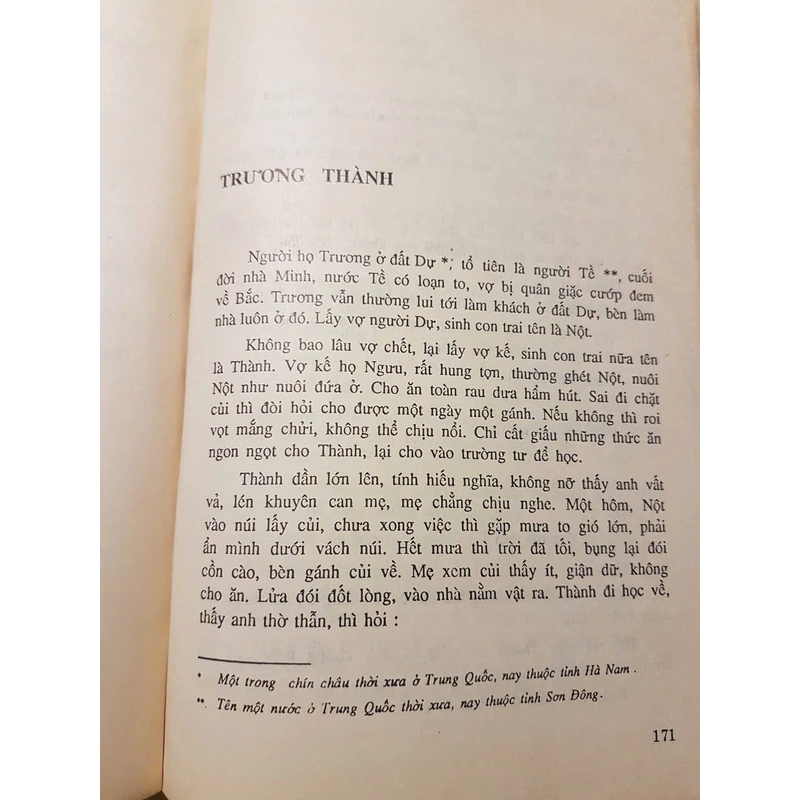 TRƯƠNG THÀNH
Người họ Trương ở đất Dự *; tổ tiên là người Tề **, cuối
đời nhà Minh, nước Tề có loạn to, vợ bị quân giặc cướp đem
về Bắc. Trương vẫn thường lui tới làm khách ở đất Dự, bèn làm
nhà luôn ở đó. Lấy vợ người Dự, sinh con trai tên là Nột.
Không bao lâu vợ chết, lại lấy vợ kế, sinh con trai nữa tên
là Thành. Vợ kế họ Ngưu, rất hung tợn, thường ghét Nột, nuôi
Nột như nuôi đứa ở. Cho ăn toàn rau dưa hẩm hút. Sai đi chặt
củi thì đòi hỏi cho được một ngày một gánh. Nếu không thì roi
vọt mắng chửi, không thể chịu nổi. Chỉ cất giấu những thức ăn
ngon ngọt cho Thành, lại cho vào trường tư để học.
Thành dần lớn lên, tính hiếu nghĩa, không nỡ thấy anh vất
vả, lén khuyên can mẹ, mẹ chẳng chịu nghe. Một hôm, Nột
vào núi lấy củi, chưa xong việc thì gặp mưa to gió lớn, phải
ẩn mình dưới vách núi. Hết mưa thì trời đã tối, bụng lại đói
cồn cào, bèn gánh củi về. Mẹ xem củi thấy ít, giận dữ, không
cho ăn. Lửa đói đốt lòng, vào nhà nằm vật ra. Thành đi học về,
thấy anh thờ thẫn, thì hỏi :
* Một trong chín châu thời xưa ở Trung Quốc, nay thuộc tỉnh Hà Nam.
**. Tên một nước ở Trung Quốc thời xưa, nay thuộc tỉnh Sơn Đông.
171